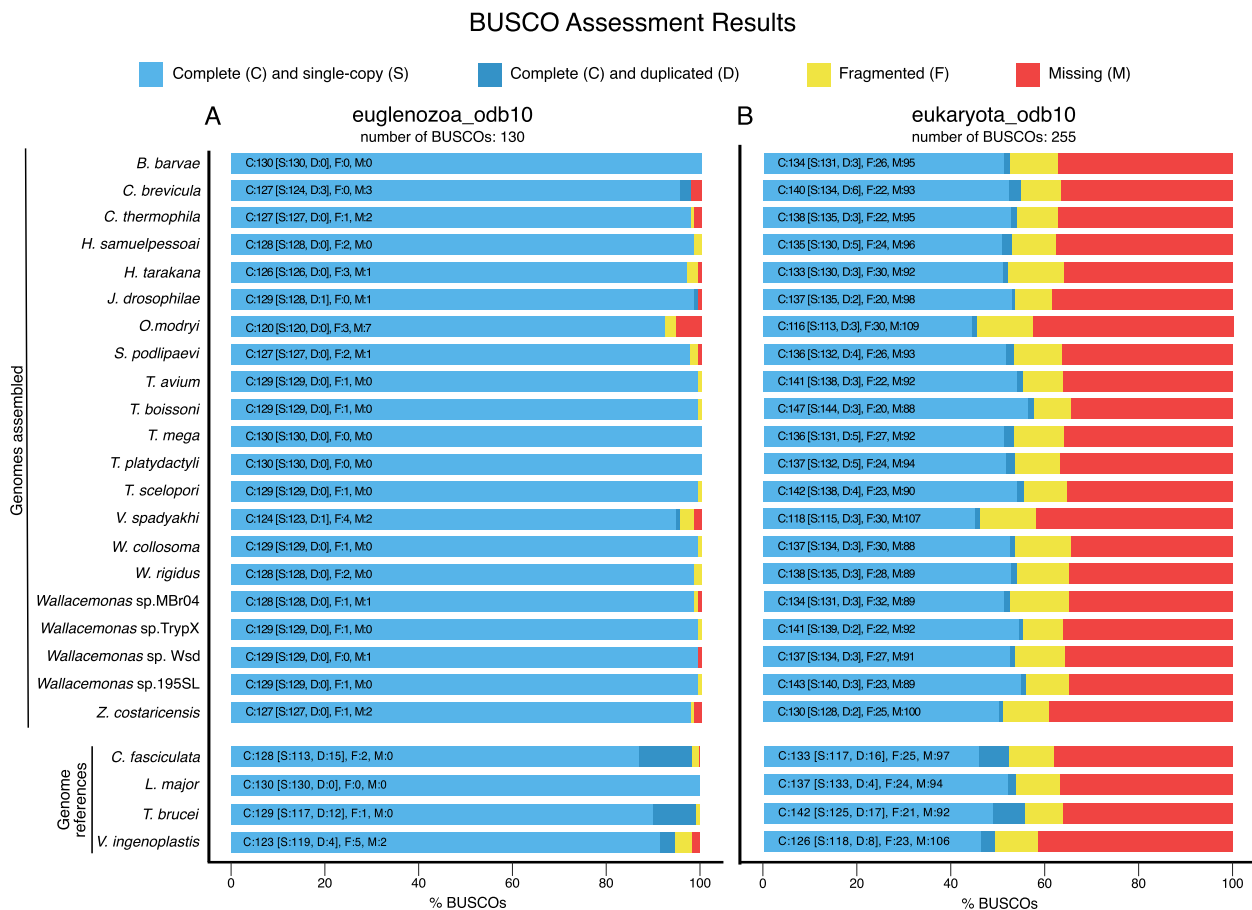 BUSCO Assessment Results
Complete (C) and single-copy (S) Complete (C) and duplicated (D) Fragmented (F) Missing (M)
A B
euglenozoa_odb10 eukaryota_odb10
number of BUSCOs: 130 number of BUSCOs: 255
Genomes assembled
B. barvae C:130 [S:130, D:0], F:0, M:0 C:134 [S:131, D:3], F:26, M:95
C. brevicula C:127 [S:124, D:3], F:0, M:3 C:140 [S:134, D:6], F:22, M:93
C. thermophila C:127 [S:127, D:0], F:1, M:2 C:138 [S:135, D:3], F:22, M:95
H. samuelpessoai C:128 [S:128, D:0], F:2, M:0 C:135 [S:130, D:5], F:24, M:96
H. tarakana C:126 [S:126, D:0], F:3, M:1 C:133 [S:130, D:3], F:30, M:92
J. drosophilae C:129 [S:128, D:1], F:0, M:1 C:137 [S:135, D:2], F:20, M:98
O.modryi C:120 [S:120, D:0], F:3, M:7 C:116 [S:113, D:3], F:30, M:109
S. podlipaevi C:127 [S:127, D:0], F:2, M:1 C:136 [S:132, D:4], F:26, M:93
T. avium C:129 [S:129, D:0], F:1, M:0 C:141 [S:138, D:3], F:22, M:92
T. boissoni C:129 [S:129, D:0], F:1, M:0 C:147 [S:144, D:3], F:20, M:88
T. mega C:130 [S:130, D:0], F:0, M:0 C:136 [S:131, D:5], F:27, M:92
T. platydactyli C:130 [S:130, D:0], F:0, M:0 C:137 [S:132, D:5], F:24, M:94
T. scelopori C:129 [S:129, D:0], F:1, M:0 C:142 [S:138, D:4], F:23, M:90
V. spadyakhi C:124 [S:123, D:1], F:4, M:2 C:118 [S:115, D:3], F:30, M:107
W. collosoma C:129 [S:129, D:0], F:1, M:0 C:137 [S:134, D:3], F:30, M:88
W. rigidus C:128 [S:128, D:0], F:2, M:0 C:138 [S:135, D:3], F:28, M:89
Wallacemonas sp.MBr04 C:128 [S:128, D:0], F:1, M:1 C:134 [S:131, D:3], F:32, M:89
Wallacemonas sp.TrypX C:129 [S:129, D:0], F:1, M:0 C:141 [S:139, D:2], F:22, M:92
Wallacemonas sp. Wsd C:129 [S:129, D:0], F:0, M:1 C:137 [S:134, D:3], F:27, M:91
Wallacemonas sp.195SL C:129 [S:129, D:0], F:1, M:0 C:143 [S:140, D:3], F:23, M:89
Z. costaricensis C:127 [S:127, D:0], F:1, M:2 C:130 [S:128, D:2], F:25, M:100
Genome
references
C. fasciculata C:128 [S:113, D:15], F:2, M:0 C:133 [S:117, D:16], F:25, M:97
L. major C:130 [S:130, D:0], F:0, M:0 C:137 [S:133, D:4], F:24, M:94
T. brucei C:129 [S:117, D:12], F:1, M:0 C:142 [S:125, D:17], F:21, M:92
V. ingenoplastis C:123 [S:119, D:4], F:5, M:2 C:126 [S:118, D:8], F:23, M:106
0 20 40 60 80 100 0 20 40 60 80 100
% BUSCOs % BUSCOs